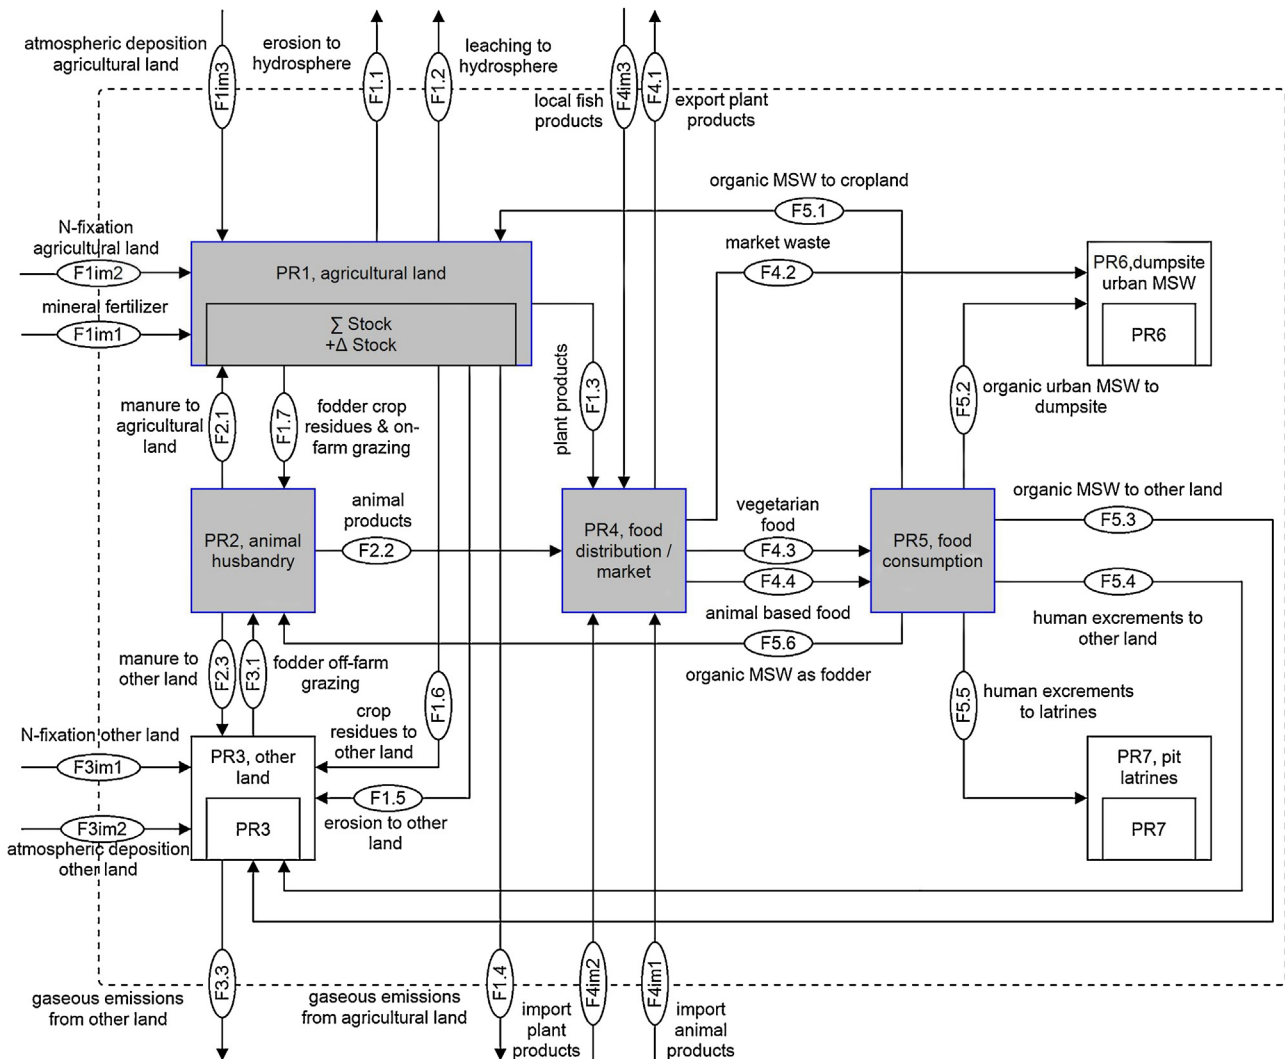 atmospheric deposition
agricultural land
F1im3
erosion to
hydrosphere
F1.1
leaching to
hydrosphere
F1.2
local fish
products
F4im3
F4.1
export plant
products
organic MSW to cropland
F5.1
N-fixation
agricultural land
F1im2
mineral fertilizer
F1im1
PR1, agricultural land
∑ Stock
+Δ Stock
market waste
F4.2
PR6,dumpsite
urban MSW
PR6
manure to
agricultural
land
F2.1
F1.7
fodder crop
residues & on-
farm grazing
plant products
F1.3
F5.2
organic urban MSW to
dumpsite
PR2, animal
husbandry
animal
products
F2.2
PR4, food
distribution /
market
vegetarian
food
F4.3
F4.4
animal based food
F5.6
organic MSW as fodder
PR5, food
consumption
organic MSW to other land
F5.3
F5.4
human excrements to
other land
manure to
other land
F2.3
F3.1
fodder off-farm
grazing
F1.6
crop
residues to
other land
F5.5
human excrements
to latrines
N-fixation other land
F3im1
PR3, other
land
PR3
F3im2
atmospheric deposition
other land
F1.5
erosion to other
land
PR7, pit
latrines
PR7
gaseous emissions
from other land
F3.3
gaseous emissions
from agricultural land
F1.4
import
plant
products
F4im2
F4im1
import
animal
products